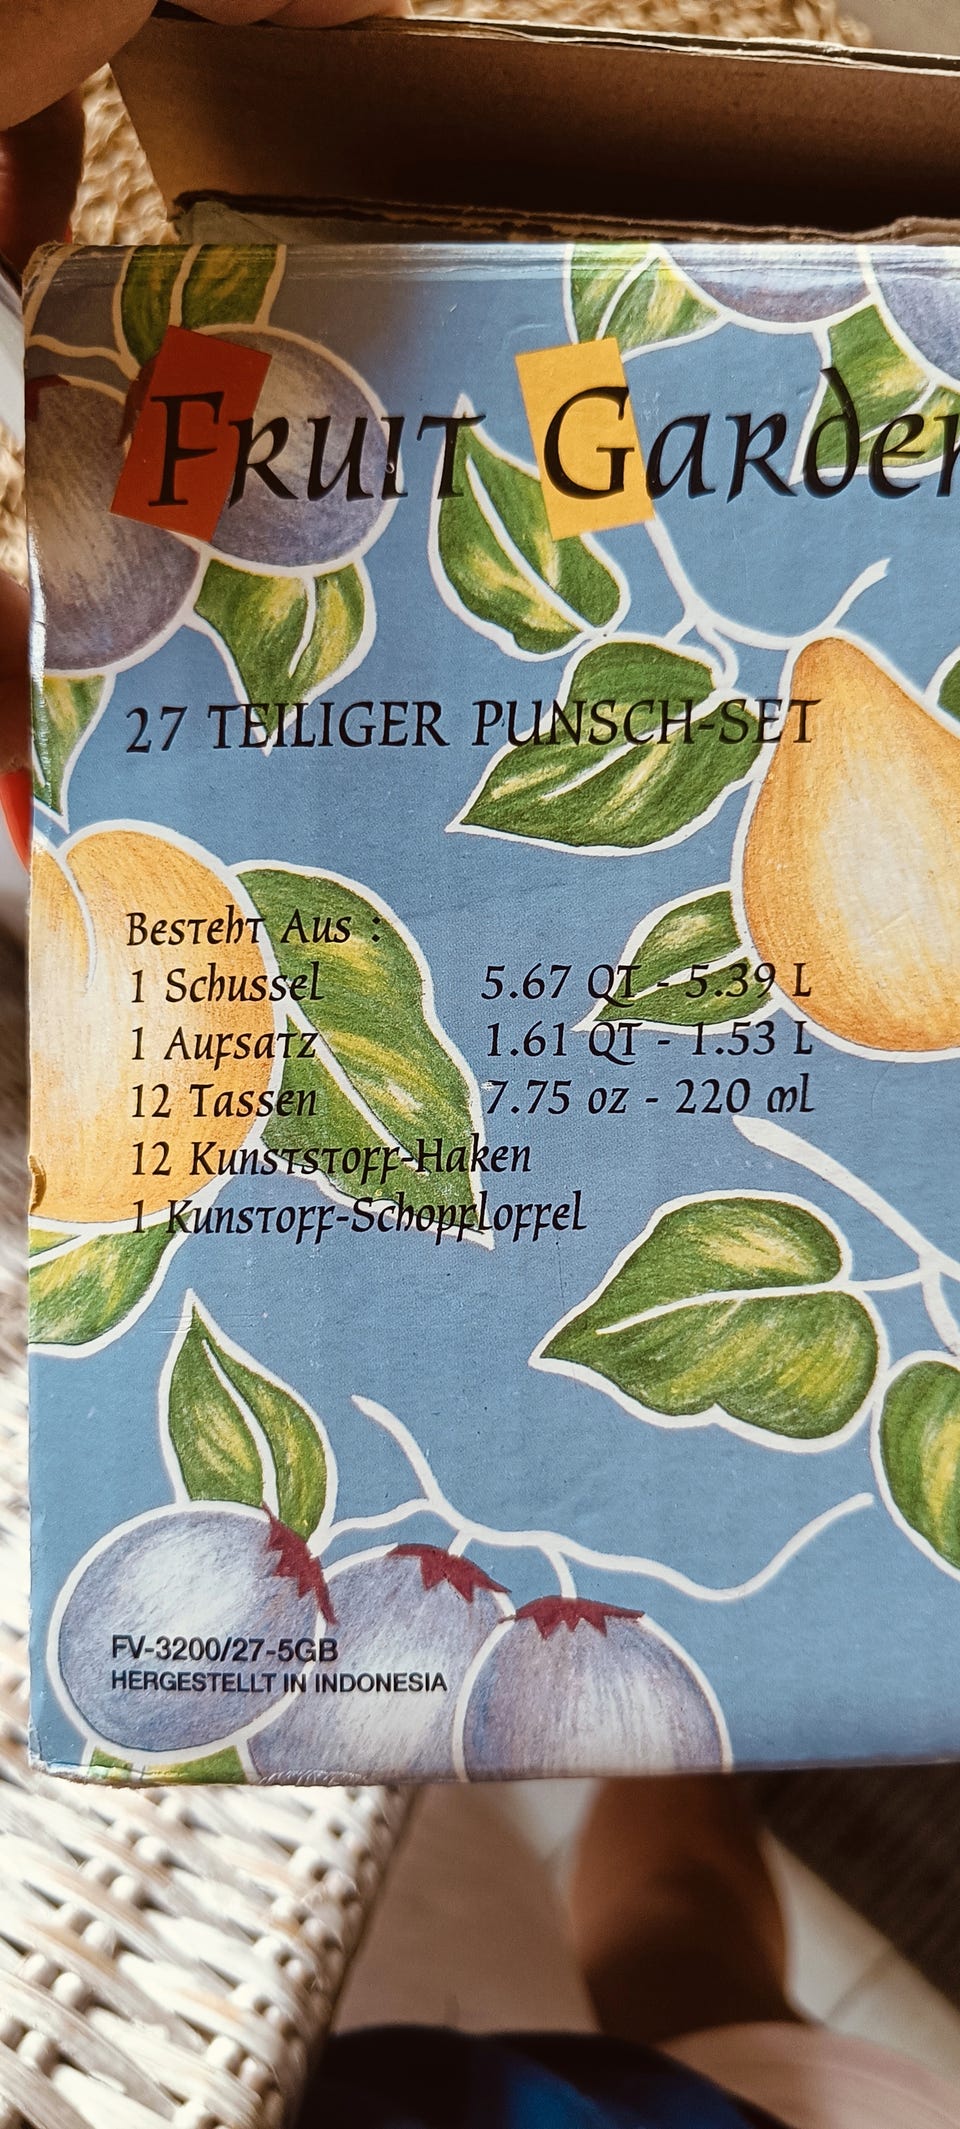 Fruit Garden
27 TEILIGER PUNSCH-SET
Besteht Aus :
1 Schussel 5.67 QT - 5.39 L
1 Aufsatz 1.61 QT - 1.53 L
12 Tassen 7.75 oz - 220 ml
12 Kunststoff-Haken
1 Kunstoff-Schopfloffel
FV-3200/27-5GB
HERGESTELLT IN INDONESIA